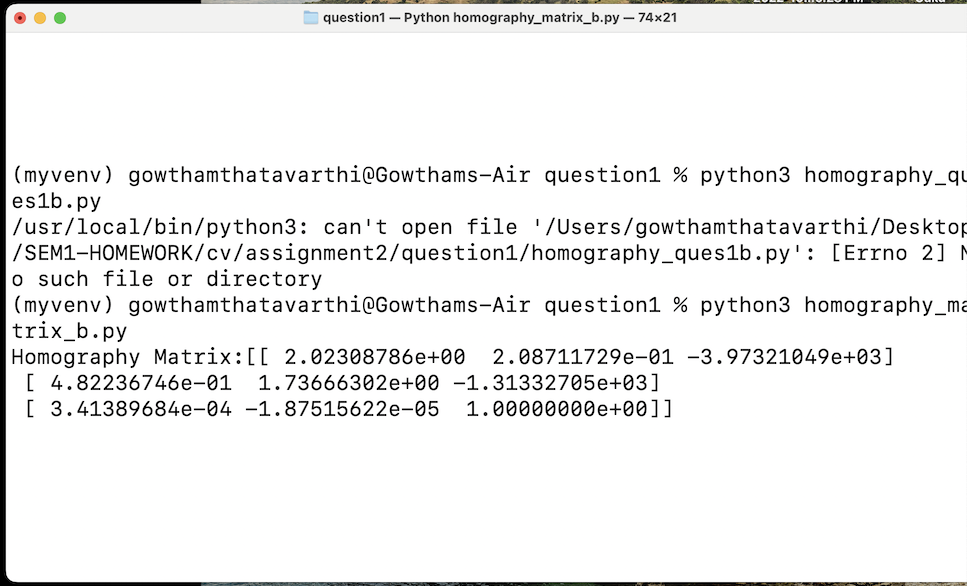 question1 — Python homography_matrix_b.py — 74×21
(myvenv) gowthamthatavarthi@Gowthams-Air question1 % python3 homography_qu
es1b.py
/usr/local/bin/python3: can't open file '/Users/gowthamthatavarthi/Desktop
/SEM1-HOMEWORK/cv/assignment2/question1/homography_ques1b.py': [Errno 2] N
o such file or directory
(myvenv) gowthamthatavarthi@Gowthams-Air question1 % python3 homography_ma
trix_b.py
Homography Matrix:[[ 2.02308786e+00  2.08711729e-01 -3.97321049e+03]
 [ 4.82236746e-01  1.73666302e+00 -1.31332705e+03]
 [ 3.41389684e-04 -1.87515622e-05  1.00000000e+00]]